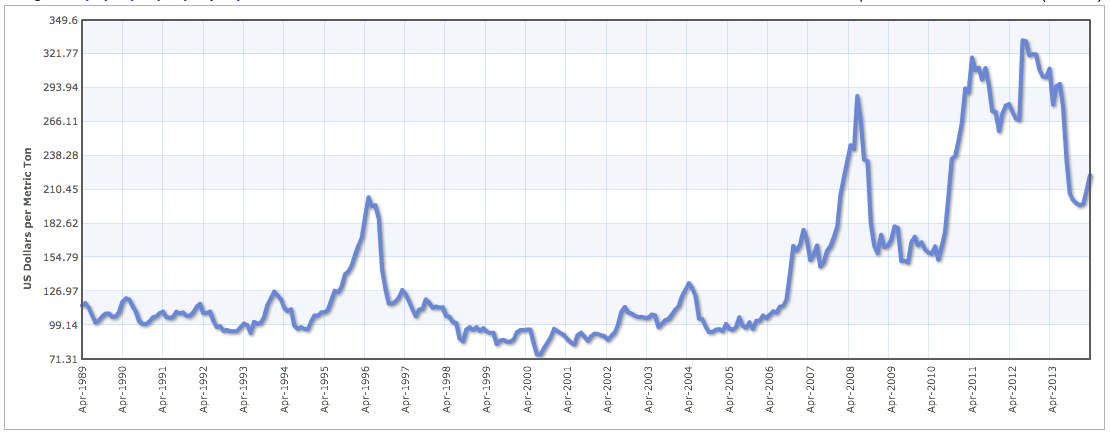 349.6
321.77
293.94
266.11
238.28
210.45
182.62
154.79
126.97
99.14
71.31
US Dollars per Metric Ton
Apr-1989
Apr-1990
Apr-1991
Apr-1992
Apr-1993
Apr-1994
Apr-1995
Apr-1996
Apr-1997
Apr-1998
Apr-1999
Apr-2000
Apr-2001
Apr-2002
Apr-2003
Apr-2004
Apr-2005
Apr-2006
Apr-2007
Apr-2008
Apr-2009
Apr-2010
Apr-2011
Apr-2012
Apr-2013